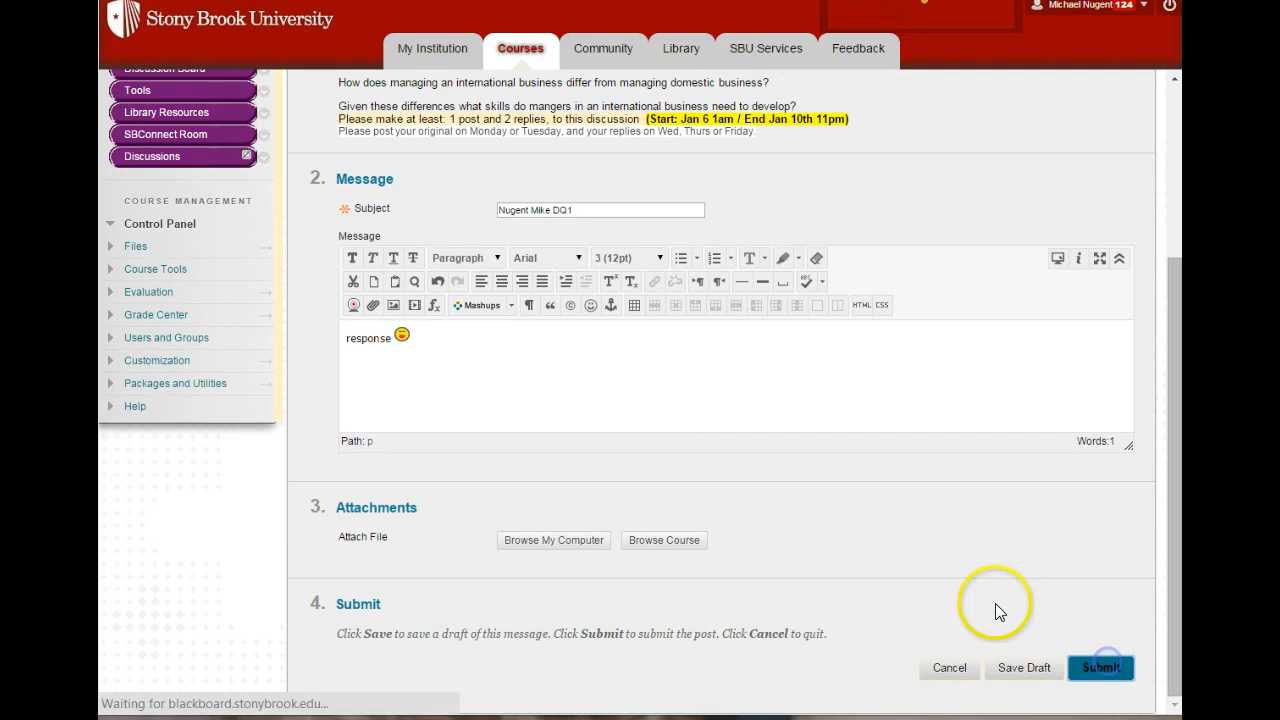 Stony Brook University
Michael Nugent 124
My Institution
Courses
Community
Library
SBU Services
Feedback
Discussion Board
Tools
Library Resources
SBConnect Room
Discussions
COURSE MANAGEMENT
Control Panel
Files
Course Tools
Evaluation
Grade Center
Users and Groups
Customization
Packages and Utilities
Help
How does managing an international business differ from managing domestic business?
Given these differences what skills do mangers in an international business need to develop?
Please make at least: 1 post and 2 replies, to this discussion (Start: Jan 6 1am / End Jan 10th 11pm)
Please post your original on Monday or Tuesday, and your replies on Wed, Thurs or Friday.
2. Message
Subject
Nugent Mike DQ1
Message
T T T T Paragraph Arial 3 (12pt) T
Mashups HTML CSS
response
Path: p
Words:1
3. Attachments
Attach File
Browse My Computer
Browse Course
4. Submit
Click Save to save a draft of this message. Click Submit to submit the post. Click Cancel to quit.
Cancel
Save Draft
Submit
Waiting for blackboard.stonybrook.edu...